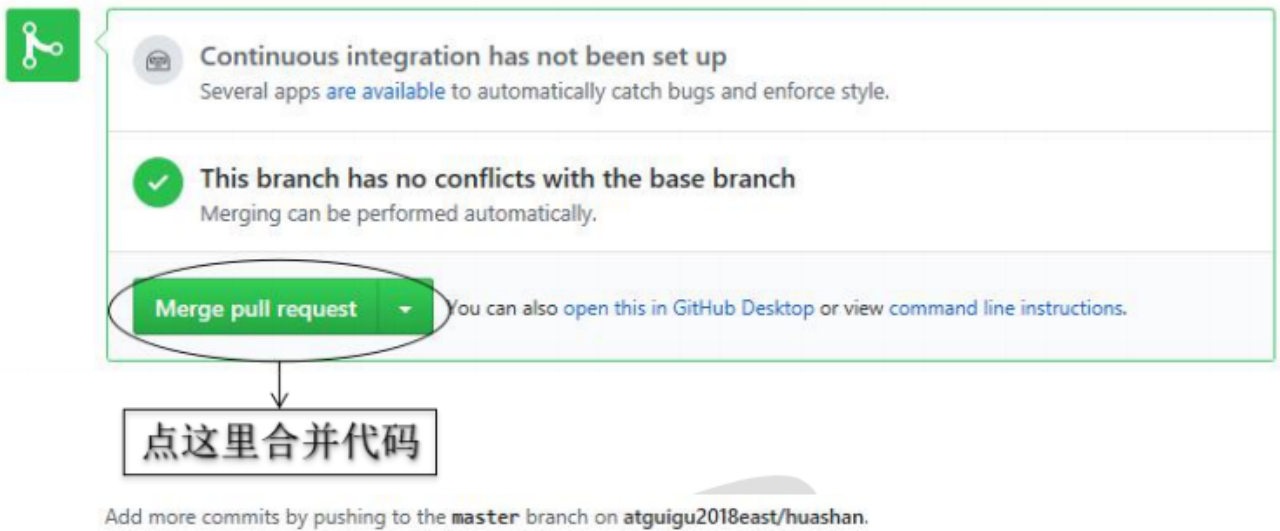 Continuous integration has not been set up
Several apps are available to automatically catch bugs and enforce style.
This branch has no conflicts with the base branch
Merging can be performed automatically.
Merge pull request You can also open this in GitHub Desktop or view command line instructions.
点这里合并代码
Add more commits by pushing to the master branch on atguigu2018east/huashan.